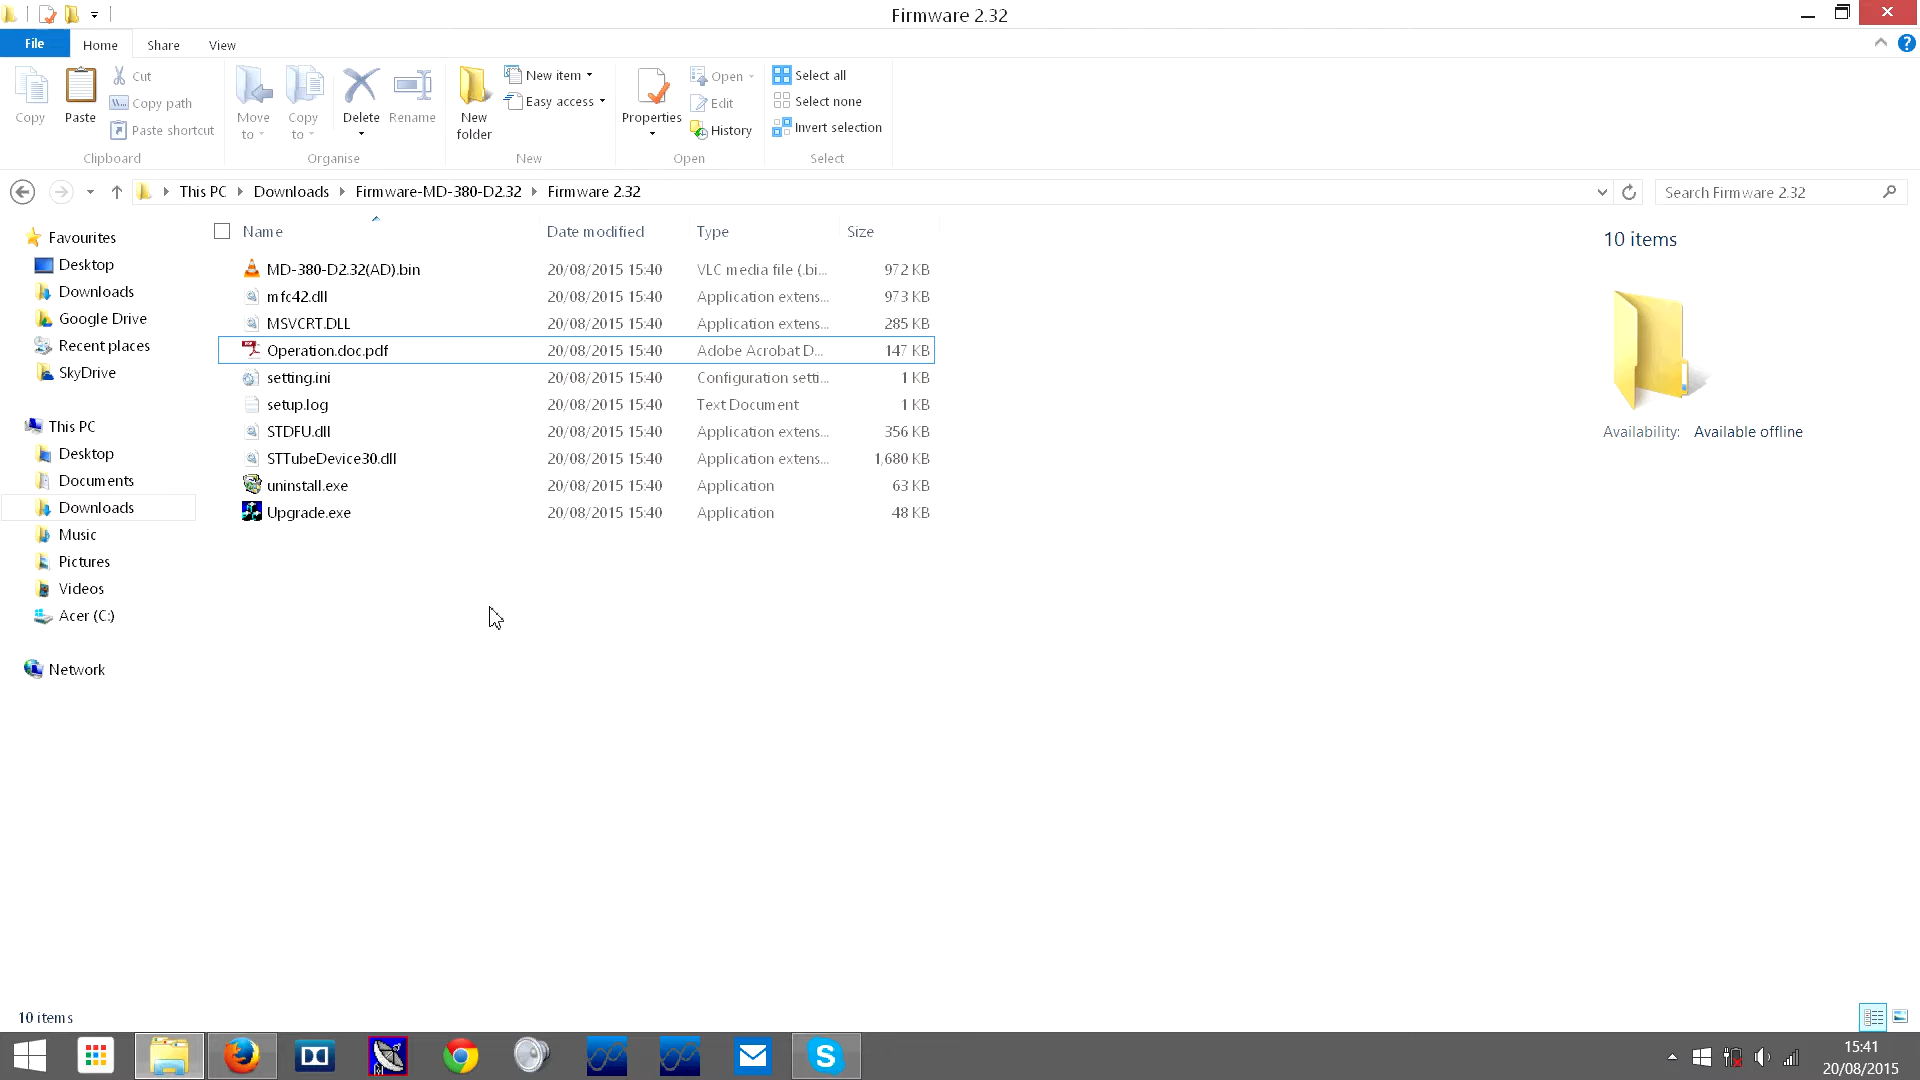 Firmware 2.32
File Home Share View
Copy
Paste
Cut
Copy path
Paste shortcut
Clipboard
Move to
Copy to
Delete
Rename
Organise
New folder
New item
Easy access
New
Properties
Open
Edit
History
Open
Select all
Select none
Invert selection
Select
This PC Downloads Firmware-MD-380-D2.32 Firmware 2.32
Search Firmware 2.32
Favourites
Desktop
Downloads
Google Drive
Recent places
SkyDrive
This PC
Desktop
Documents
Downloads
Music
Pictures
Videos
Acer (C:)
Network
Name Date modified Type Size
MD-380-D2.32(AD).bin 20/08/2015 15:40 VLC media file (.bi... 972 KB
mfc42.dll 20/08/2015 15:40 Application extens... 973 KB
MSVCRT.DLL 20/08/2015 15:40 Application extens... 285 KB
Operation.doc.pdf 20/08/2015 15:40 Adobe Acrobat D... 147 KB
setting.ini 20/08/2015 15:40 Configuration setti... 1 KB
setup.log 20/08/2015 15:40 Text Document 1 KB
STDFU.dll 20/08/2015 15:40 Application extens... 356 KB
STTubeDevice30.dll 20/08/2015 15:40 Application extens... 1,680 KB
uninstall.exe 20/08/2015 15:40 Application 63 KB
Upgrade.exe 20/08/2015 15:40 Application 48 KB
10 items
Availability: Available offline
10 items
15:41
20/08/2015